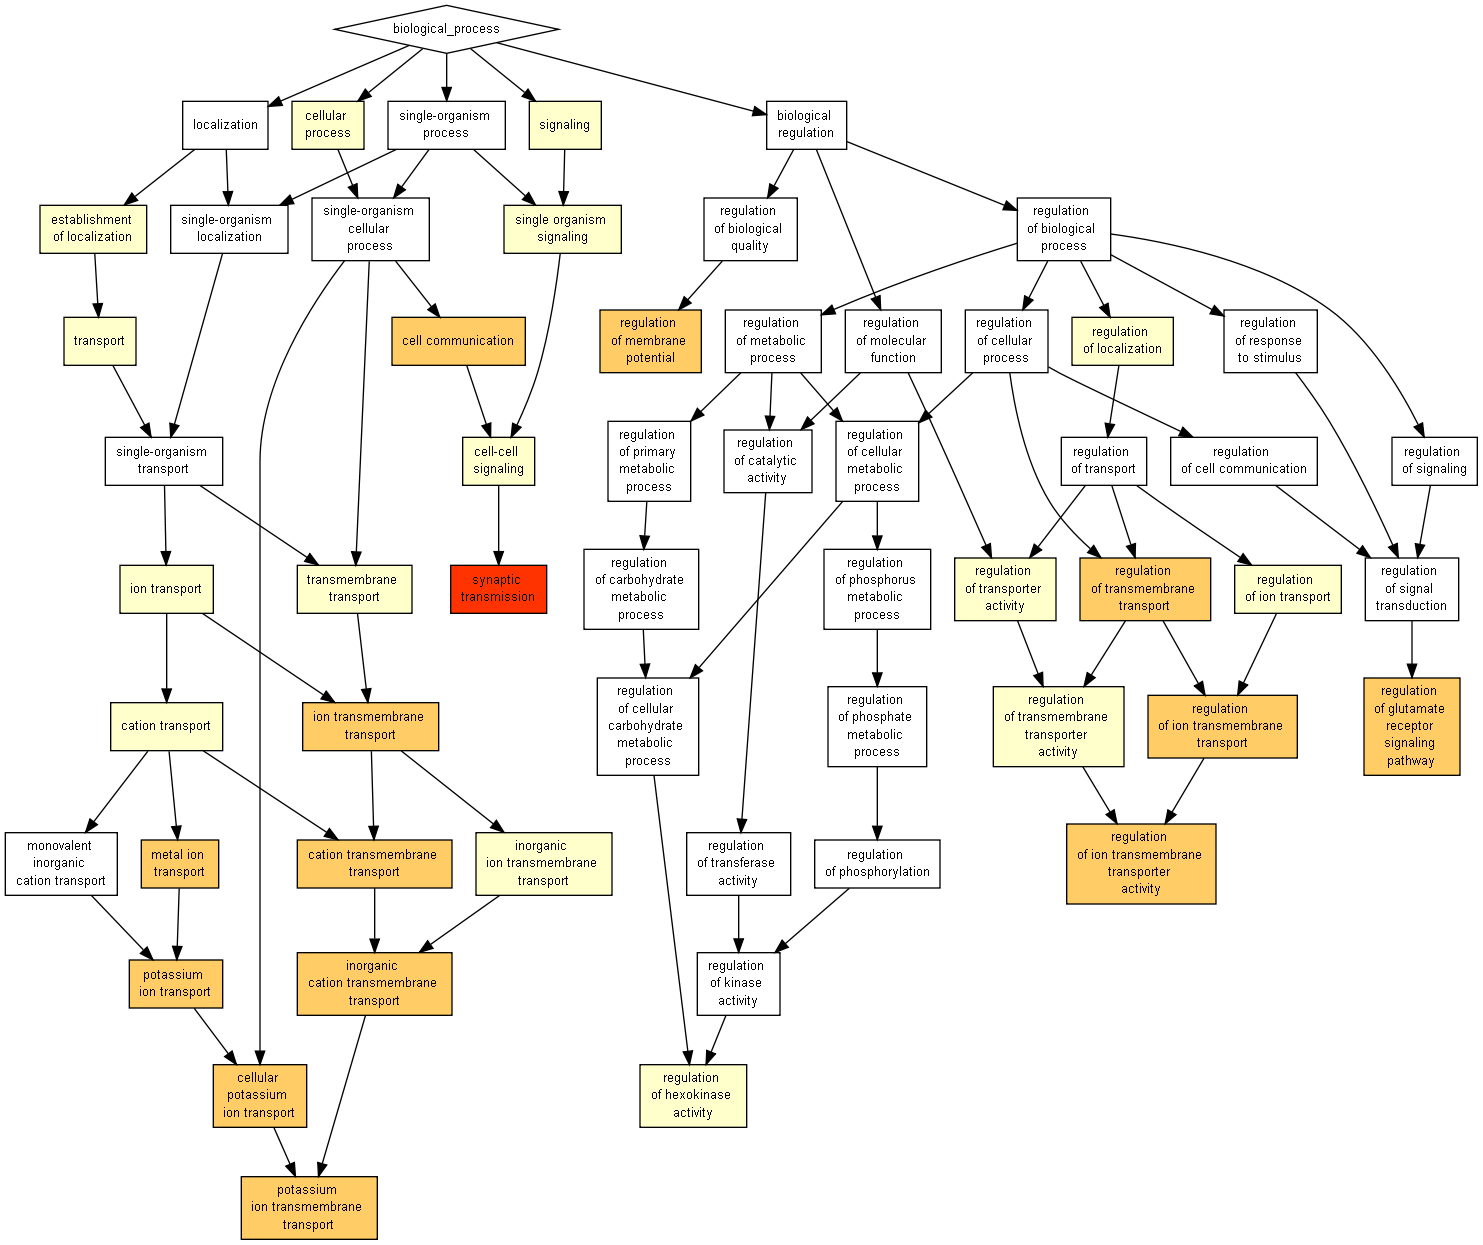 biological_process
localization
cellular
process
single-organism
process
signaling
biological
regulation
establishment
of localization
single-organism
localization
single-organism
cellular
process
single organism
signaling
regulation
of biological
quality
regulation
of biological
process
transport
cell communication
regulation
of membrane
potential
regulation
of metabolic
process
regulation
of molecular
function
regulation
of cellular
process
regulation
of localization
regulation
of response
to stimulus
single-organism
transport
cell-cell
signaling
regulation
of primary
metabolic
process
regulation
of catalytic
activity
regulation
of cellular
metabolic
process
regulation
of transport
regulation
of cell communication
regulation
of signaling
ion transport
transmembrane
transport
synaptic
transmission
regulation
of carbohydrate
metabolic
process
regulation
of phosphorus
metabolic
process
regulation
of transporter
activity
regulation
of transmembrane
transport
regulation
of ion transport
regulation
of signal
transduction
cation transport
ion transmembrane
transport
regulation
of cellular
carbohydrate
metabolic
process
regulation
of phosphate
metabolic
process
regulation
of transmembrane
transporter
activity
regulation
of ion transmembrane
transport
regulation
of glutamate
receptor
signaling
pathway
monovalent
inorganic
cation transport
metal ion
transport
cation transmembrane
transport
inorganic
ion transmembrane
transport
regulation
of transferase
activity
regulation
of phosphorylation
regulation
of ion transmembrane
transporter
activity
potassium
ion transport
inorganic
cation transmembrane
transport
regulation
of kinase
activity
cellular
potassium
ion transport
regulation
of hexokinase
activity
potassium
ion transmembrane
transport